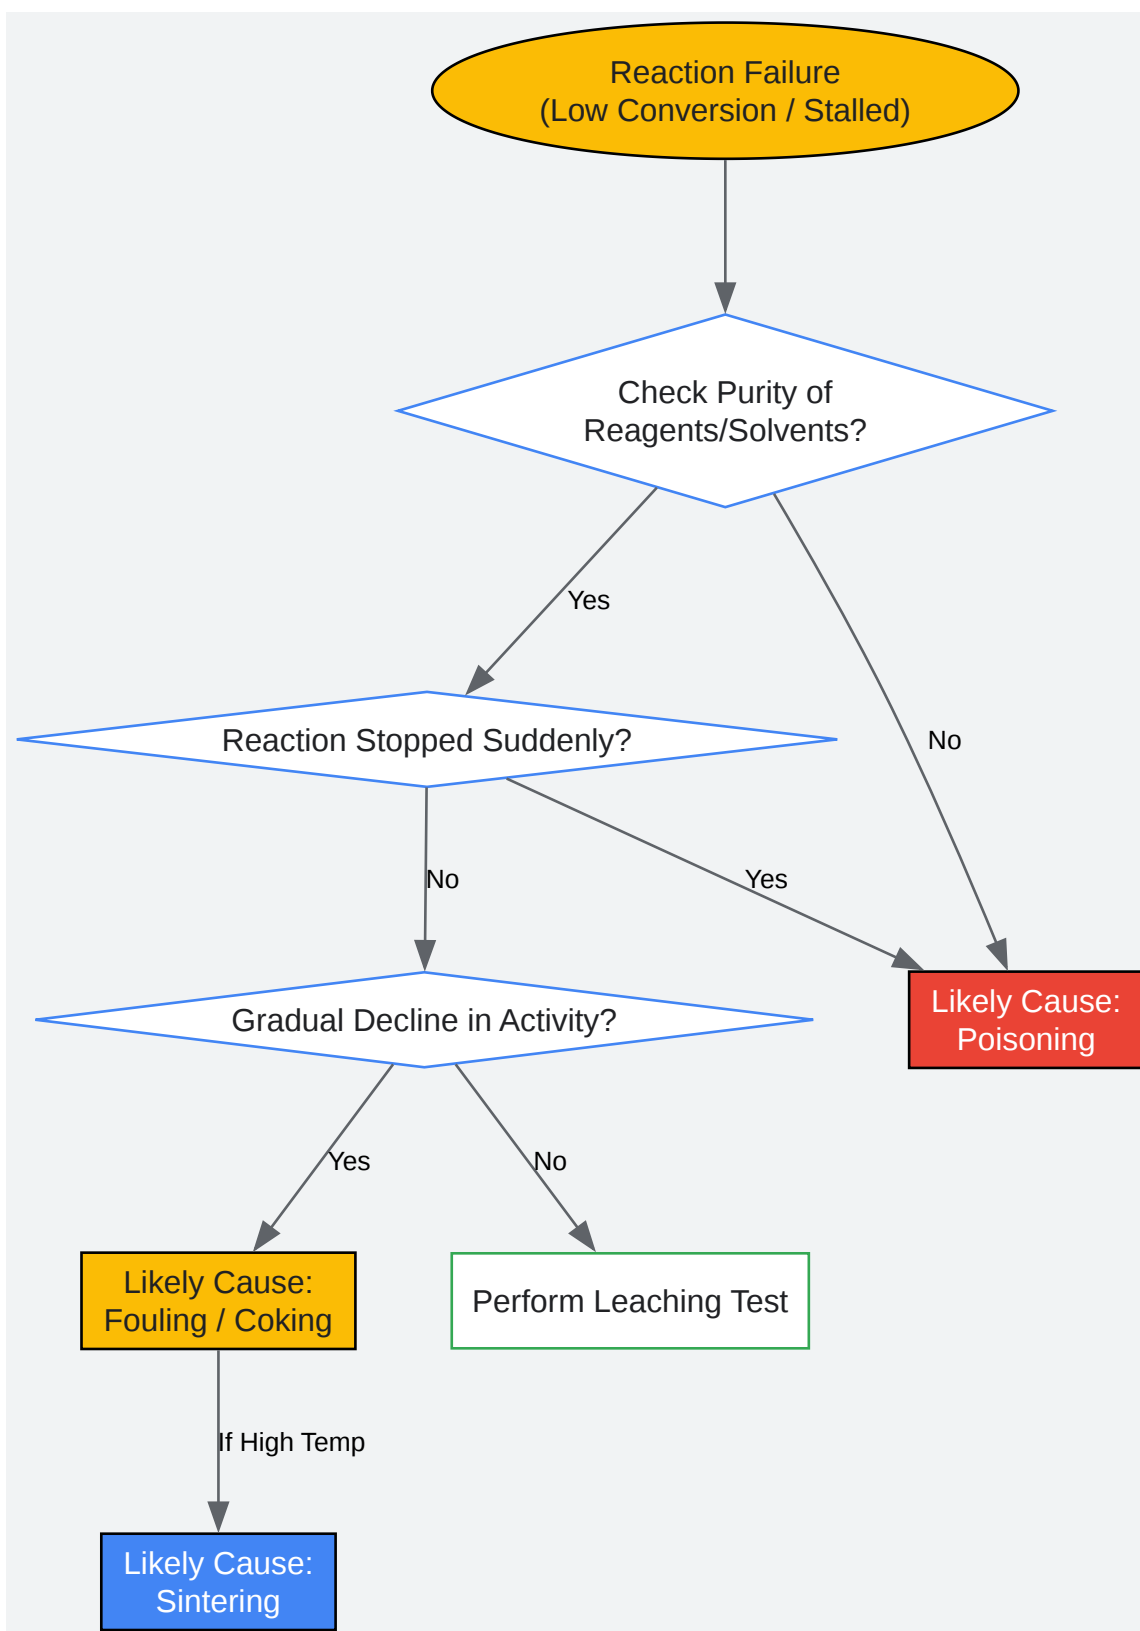 Reaction Failure
(Low Conversion / Stalled)
Check Purity of
Reagents/Solvents?
Yes
Reaction Stopped Suddenly?
No
No
Yes
Gradual Decline in Activity?
Likely Cause:
Poisoning
Yes
No
Likely Cause:
Fouling / Coking
Perform Leaching Test
If High Temp
Likely Cause:
Sintering